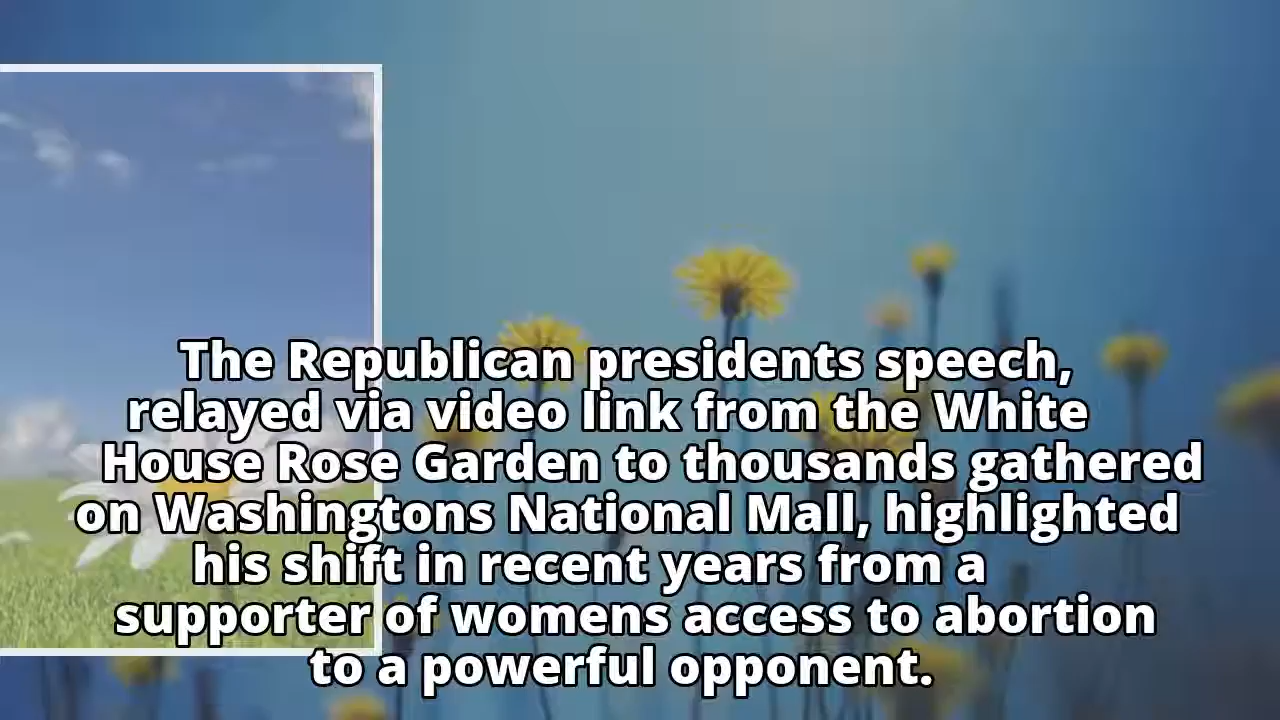 The Republican presidents speech,
relayed via video link from the White
House Rose Garden to thousands gathered
on Washingtons National Mall, highlighted
his shift in recent years from a
supporter of womens access to abortion
to a powerful opponent.